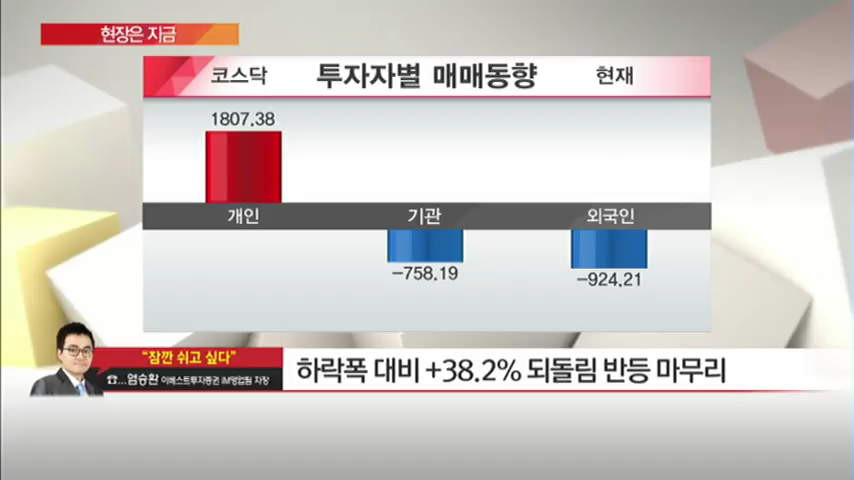 현장은 지금
코스닥 투자자별 매매동향 현재
1807.38
개인 기관 외국인
-758.19
-924.21
"잠깐 쉬고 싶다"
☎...염승환 이베스트투자증권 IM영업팀 차장
하락폭 대비 +38.2% 되돌림 반등 마무리